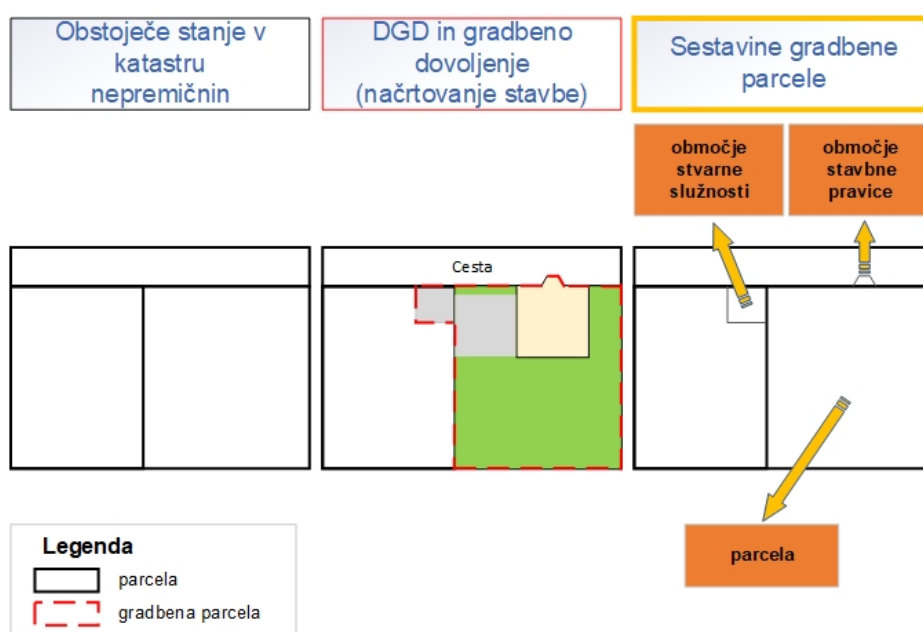 Obstoječe stanje v
katastru
nepremičnin
DGD in gradbeno
dovoljenje
(načrtovanje stavbe)
Sestavine gradbene
parcele
območje
stvarne
služnosti
območje
stavbne
pravice
Cesta
parcela
Legenda
parcela
gradbena parcela